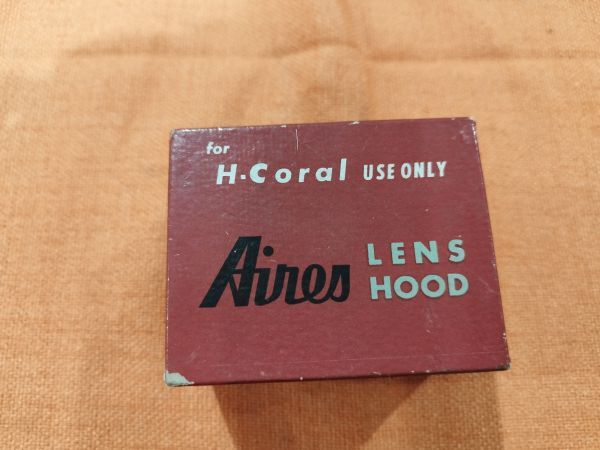 for
H-Coral USE ONLY
Aires LENS
HOOD